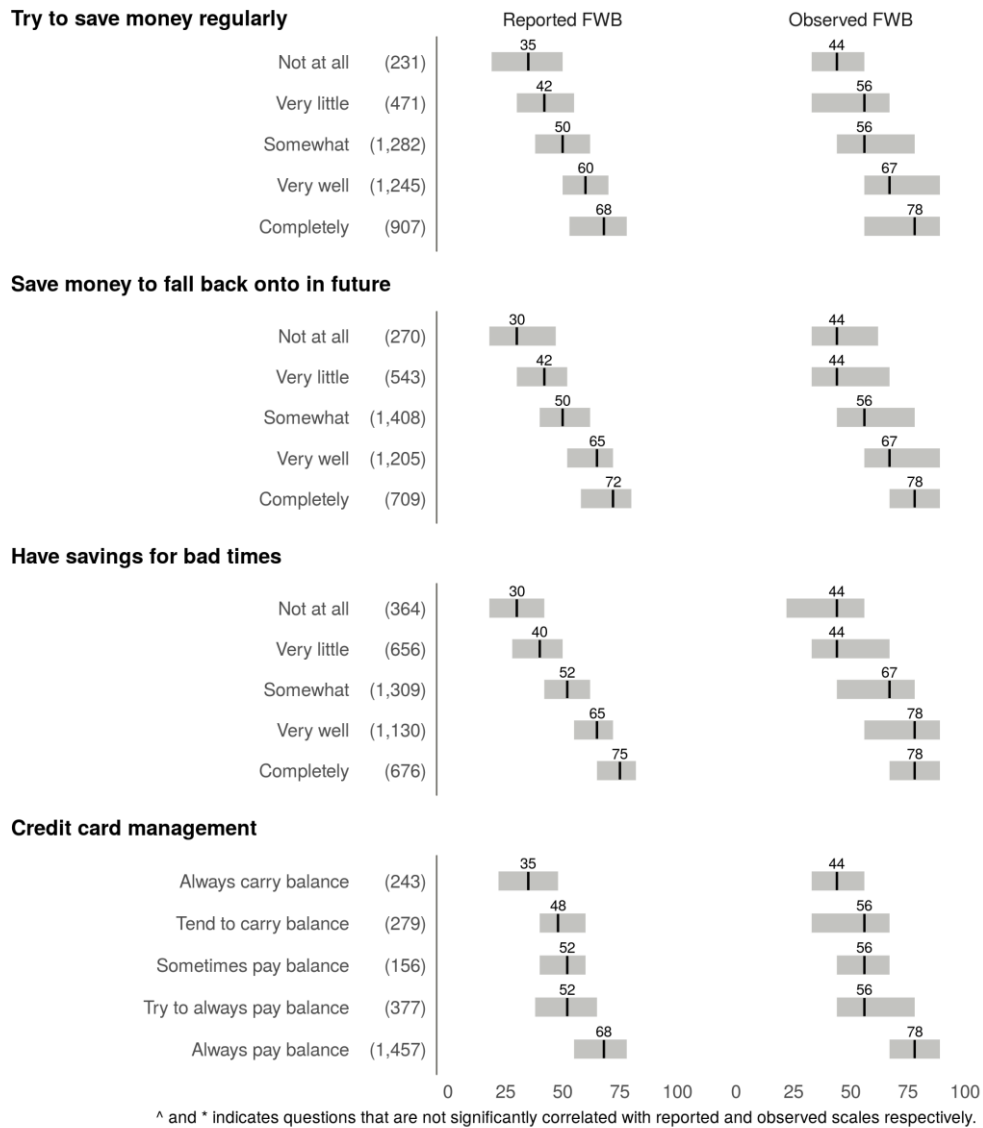 Try to save money regularly Reported FWB Observed FWB
35 44
Not at all (231)
42 56
Very little (471)
50 56
Somewhat (1,282)
60 67
Very well (1,245)
68 78
Completely (907)
Save money to fall back onto in future
30 44
Not at all (270)
42 44
Very little (543)
50 56
Somewhat (1,408)
65 67
Very well (1,205)
72 78
Completely (709)
Have savings for bad times
30 44
Not at all (364)
40 44
Very little (656)
52 67
Somewhat (1,309)
65 78
Very well (1,130)
75 78
Completely (676)
Credit card management
35 44
Always carry balance (243)
48 56
Tend to carry balance (279)
52 56
Sometimes pay balance (156)
52 56
Try to always pay balance (377)
68 78
Always pay balance (1,457)
0 25 50 75 100 0 25 50 75 100
^ and * indicates questions that are not significantly correlated with reported and observed scales respectively.